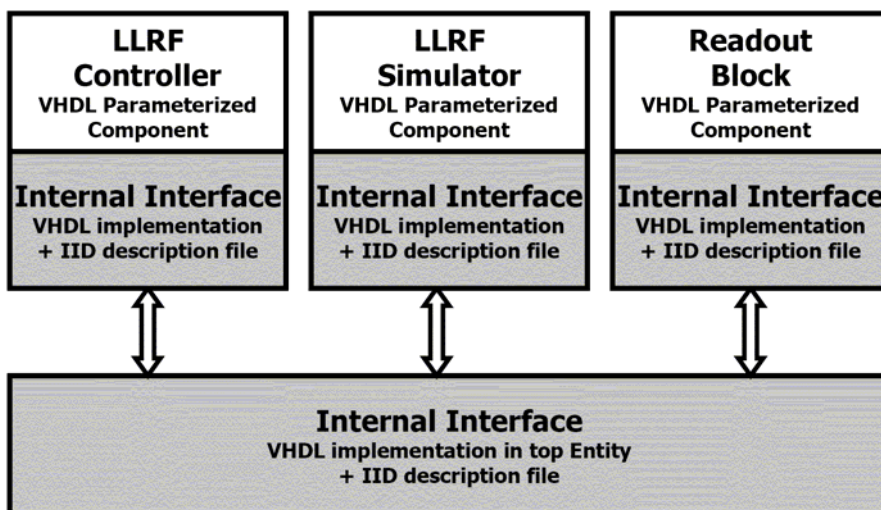 LLRF
Controller
VHDL Parameterized
Component
Internal Interface
VHDL implementation
+ IID description file
LLRF
Simulator
VHDL Parameterized
Component
Internal Interface
VHDL implementation
+ IID description file
Readout
Block
VHDL Parameterized
Component
Internal Interface
VHDL implementation
+ IID description file
Internal Interface
VHDL implementation in top Entity
+ IID description file